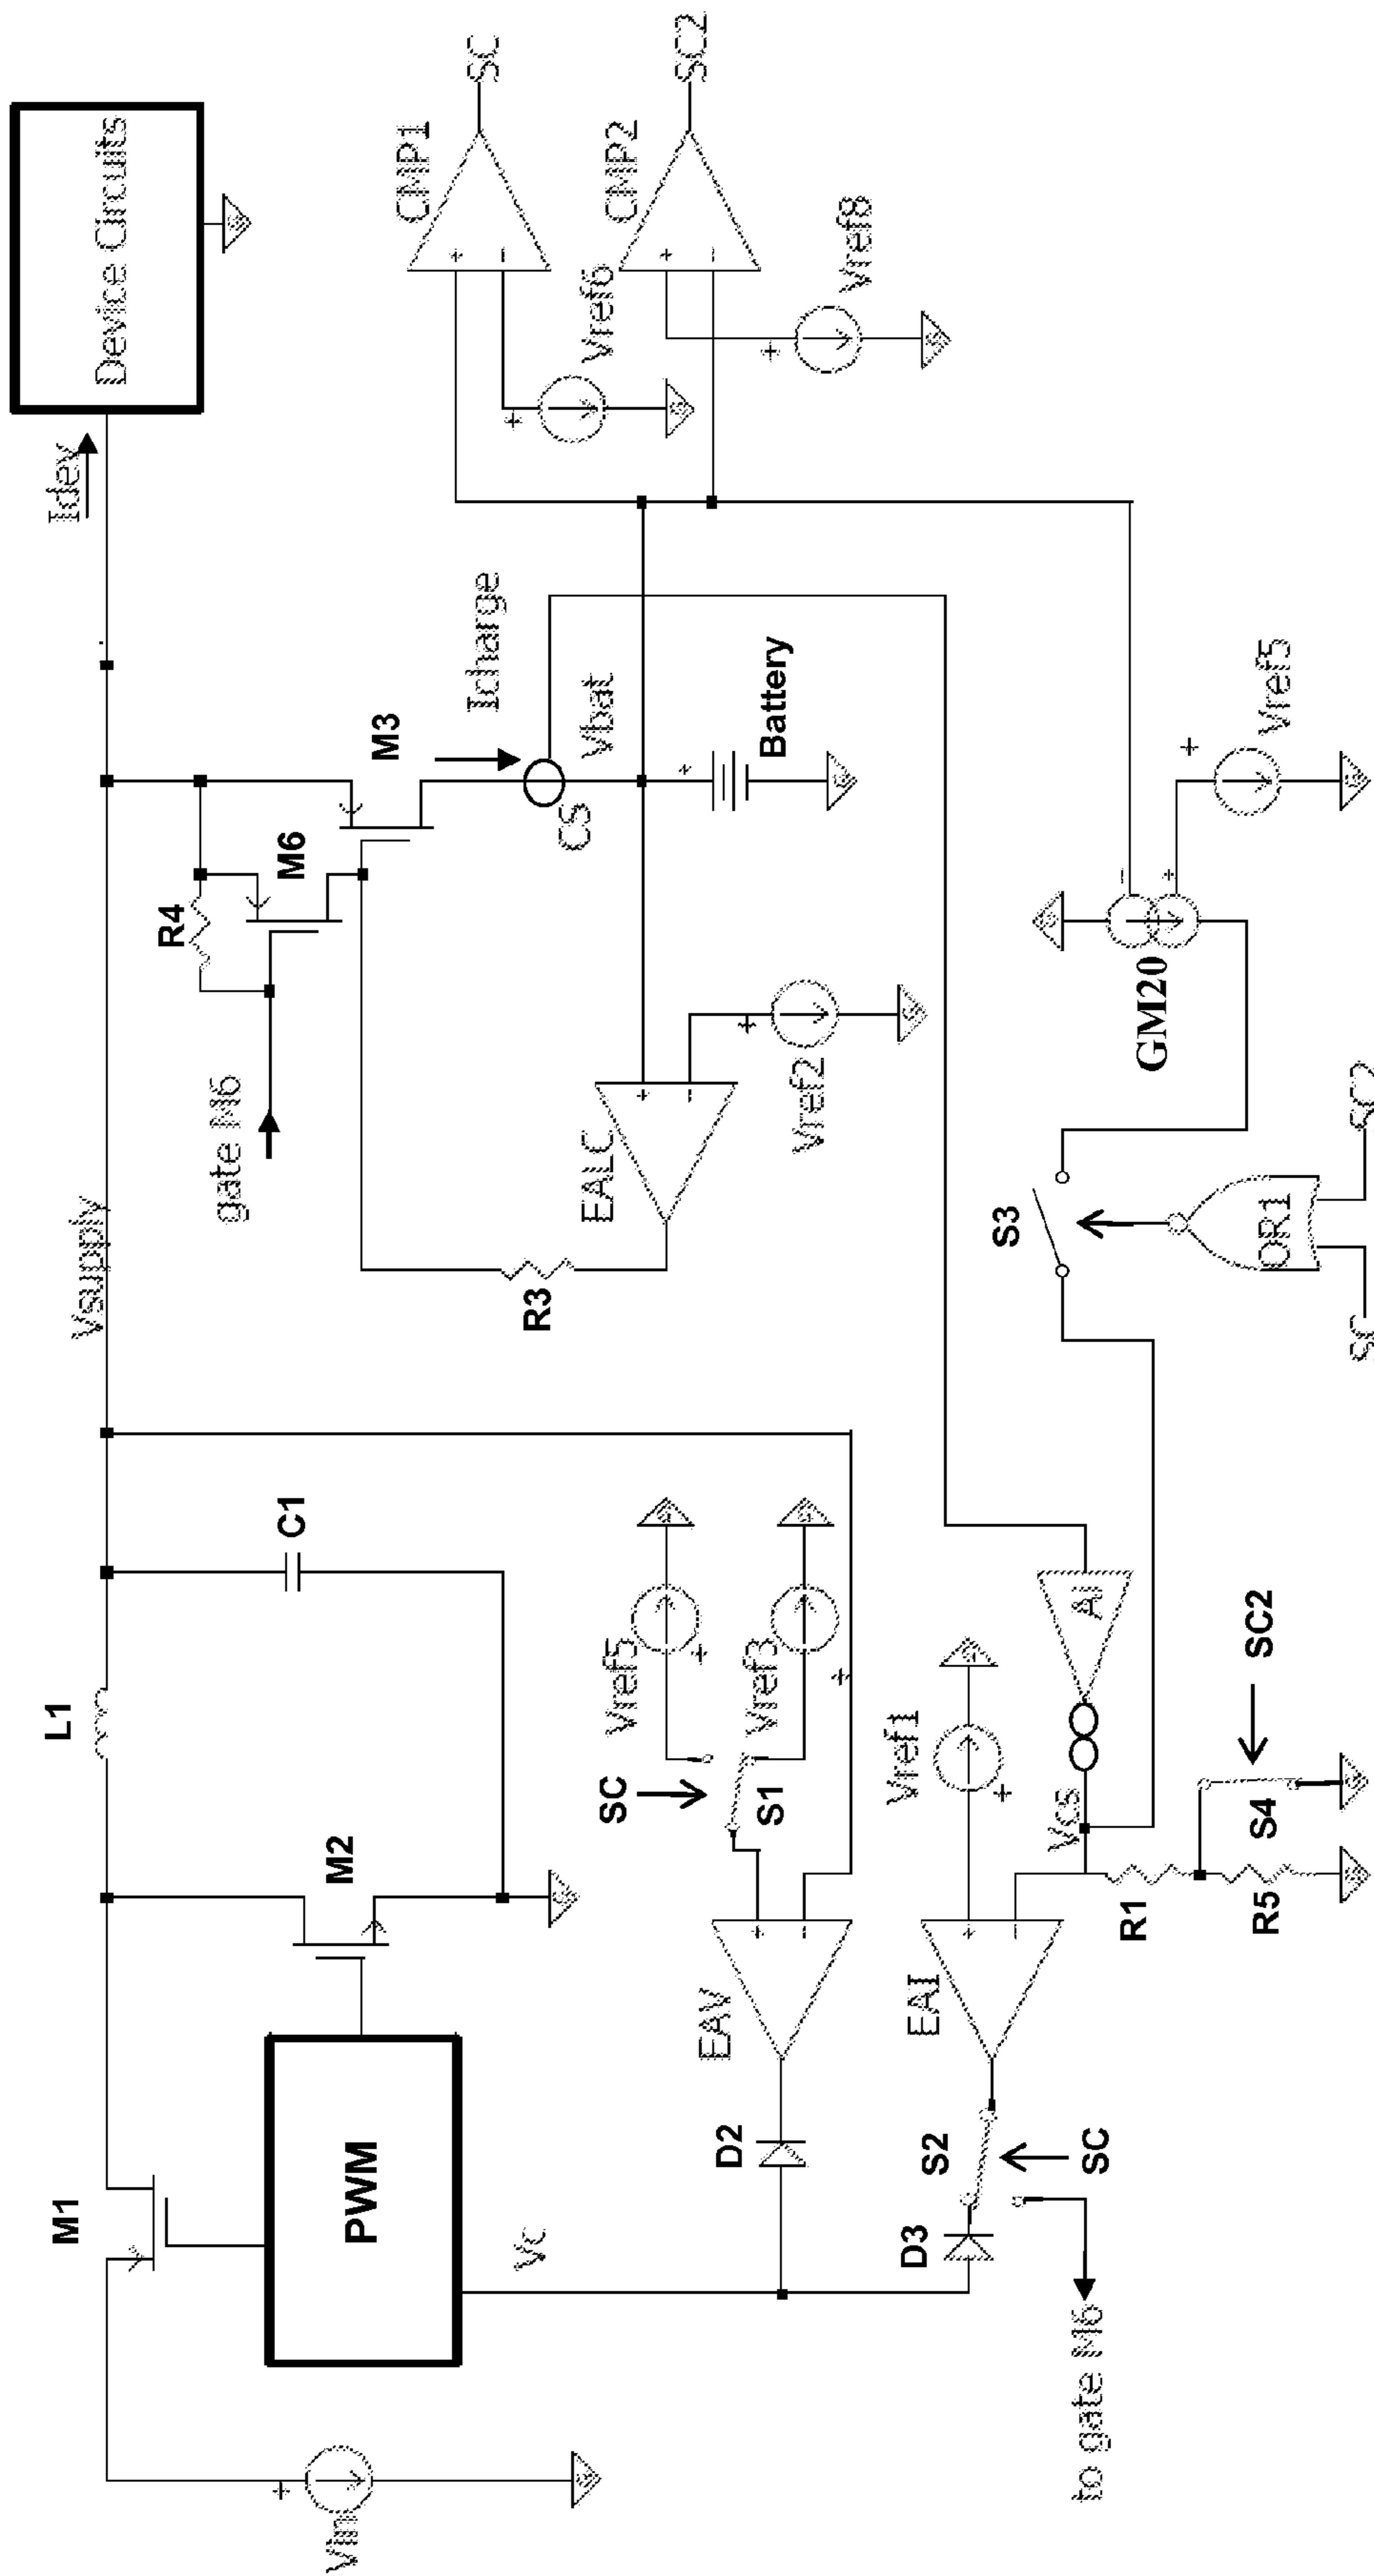 Device Circuits
Idev
CMP1
SC
CMP2
SC2
Vref6
Vref8
Icharge
M3
CS
Vbat
Battery
M6
R4
gate M6
EALC
Vref2
R3
Vsupply
GM20
Vref5
S3
OR1
SC
SC2
L1
C1
M2
M1
PWM
Vc
Vin
Vref5
Vref3
SC
S1
EAV
D2
Vref1
AI
Vcs
EAI
R1
R5
S4
SC2
S2
SC
D3
to gate M6